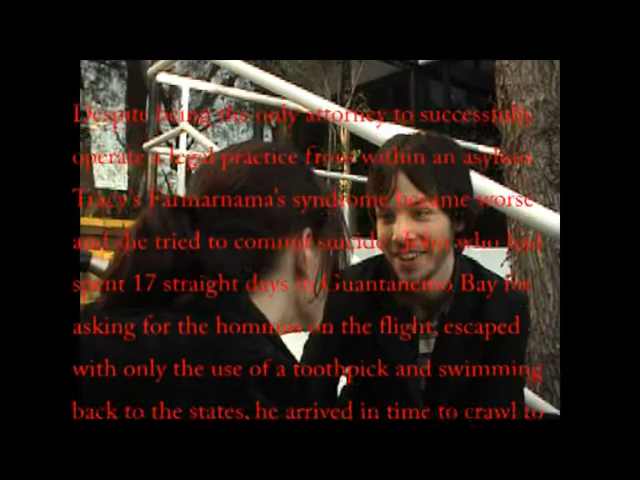 Despite being the only attorney to successfully
operate a legal practice from within an asylum
Tracy's Farmarnama's syndrome became worse
and she tried to commit suicide. John who had
spent 17 straight days in Guantanemo Bay for
asking for the hommus on the flight, escaped
with only the use of a toothpick and swimming
back to the states, he arrived in time to crawl to